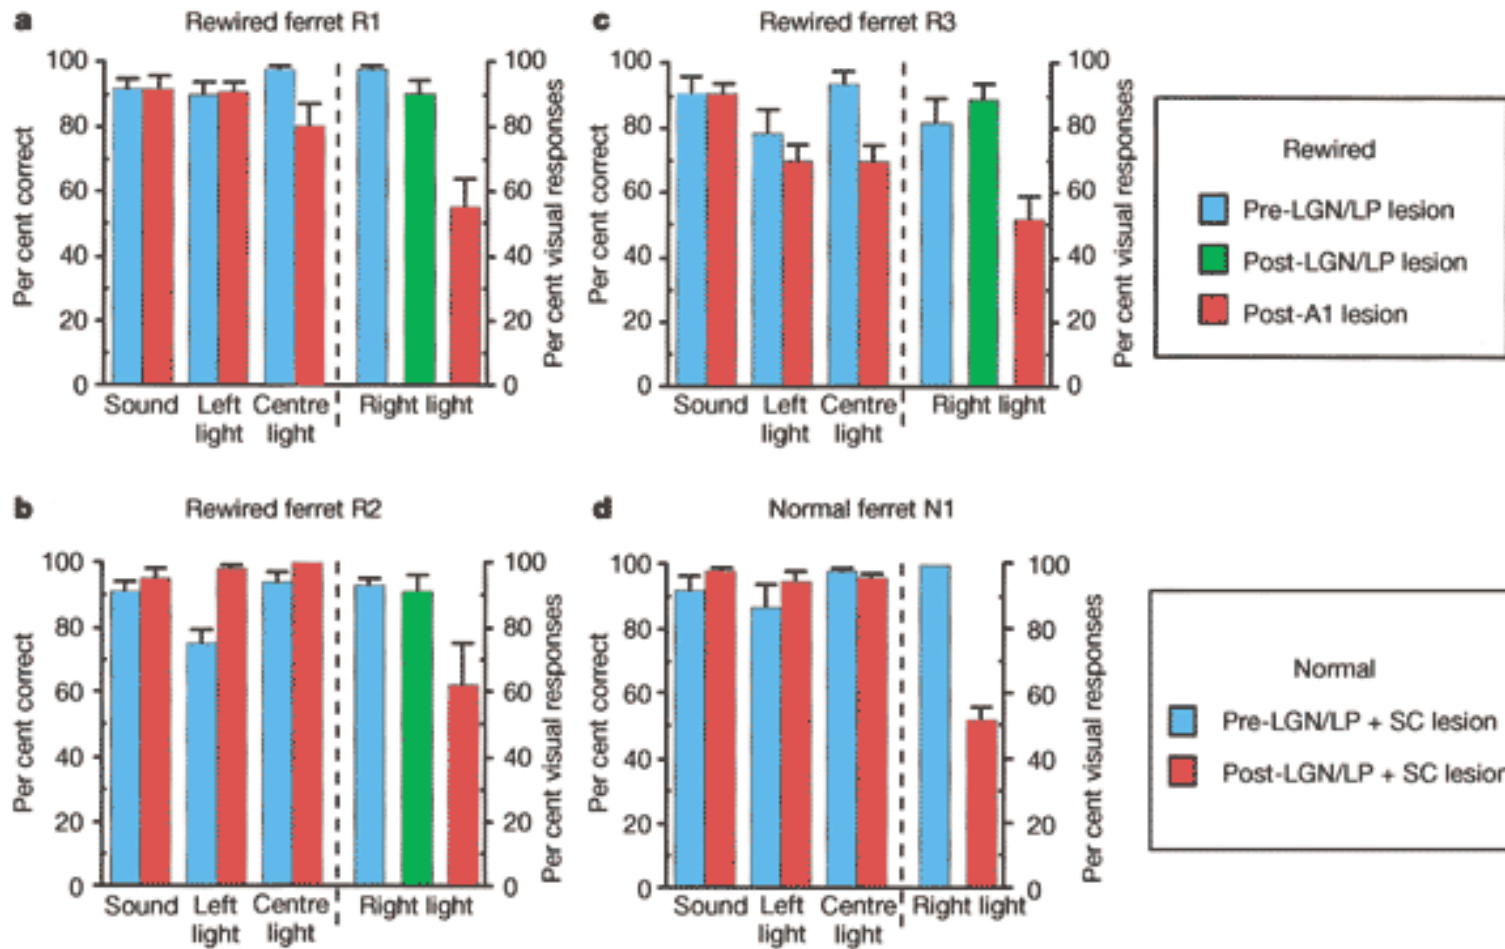 a Rewired ferret R1
Per cent correct
100
80
60
40
20
0
Sound Left light Centre light Right light
100
80
60
40
20
0
Per cent visual responses
c Rewired ferret R3
Per cent correct
100
80
60
40
20
0
Sound Left light Centre light Right light
100
80
60
40
20
0
Per cent visual responses
Rewired
Pre-LGN/LP lesion
Post-LGN/LP lesion
Post-A1 lesion
b Rewired ferret R2
Per cent correct
100
80
60
40
20
0
Sound Left light Centre light Right light
100
80
60
40
20
0
Per cent visual responses
d Normal ferret N1
Per cent correct
100
80
60
40
20
0
Sound Left light Centre light Right light
100
80
60
40
20
0
Per cent visual responses
Normal
Pre-LGN/LP + SC lesion
Post-LGN/LP + SC lesion